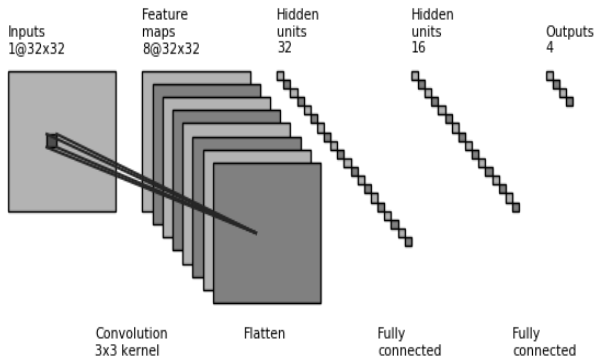 Inputs
1@32x32
Feature
maps
8@32x32
Hidden
units
32
Hidden
units
16
Outputs
4
Convolution
3x3 kernel
Flatten
Fully
connected
Fully
connected